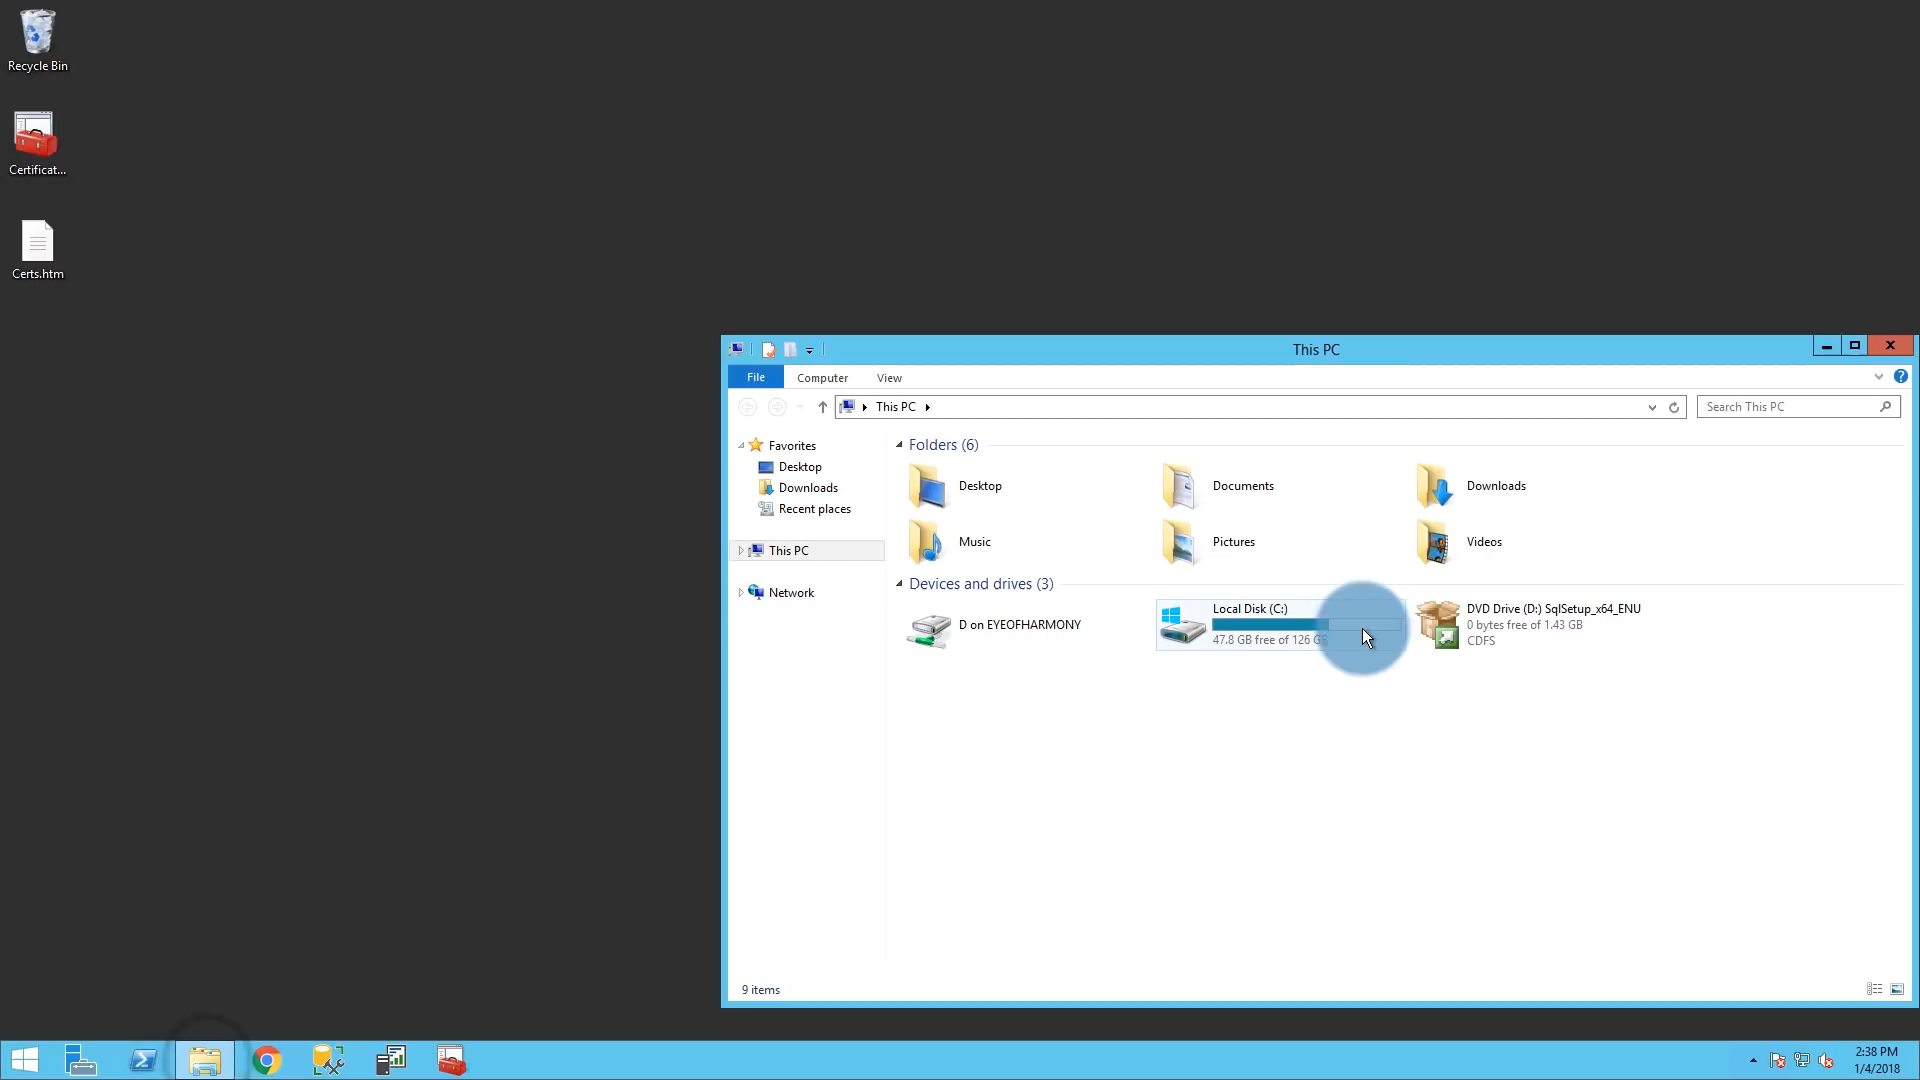 Recycle Bin
Certificat...
Certs.htm
This PC
File
Computer
View
This PC
Search This PC
Favorites
Desktop
Downloads
Recent places
This PC
Network
Folders (6)
Desktop
Documents
Downloads
Music
Pictures
Videos
Devices and drives (3)
D on EYEOFHARMONY
Local Disk (C:)
47.8 GB free of 126 GB
DVD Drive (D:) SqlSetup_x64_ENU
0 bytes free of 1.43 GB
CDFS
9 items
2:38 PM
1/4/2018